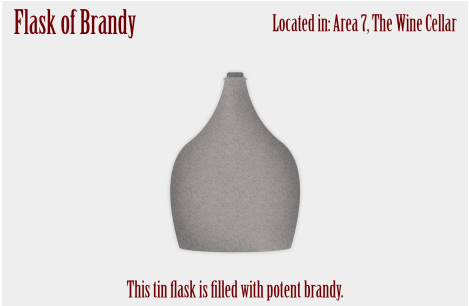 Flask of Brandy
Located in: Area 7, The Wine Cellar
This tin flask is filled with potent brandy.